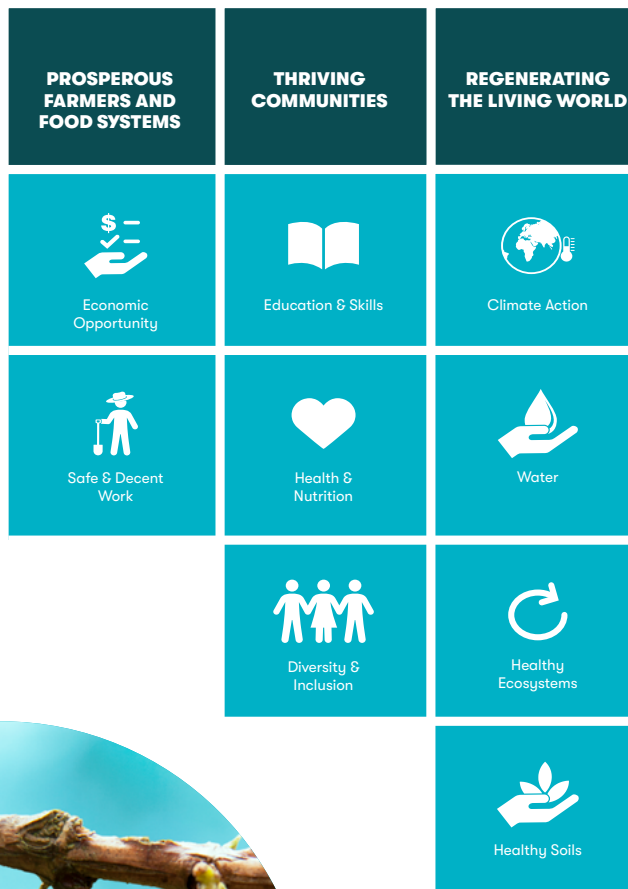 PROSPEROUS
FARMERS AND
FOOD SYSTEMS
THRIVING
COMMUNITIES
REGENERATING
THE LIVING WORLD
$
Economic
Opportunity
Education & Skills
Climate Action
Safe & Decent
Work
Health &
Nutrition
Water
Diversity &
Inclusion
Healthy
Ecosystems
Healthy Soils